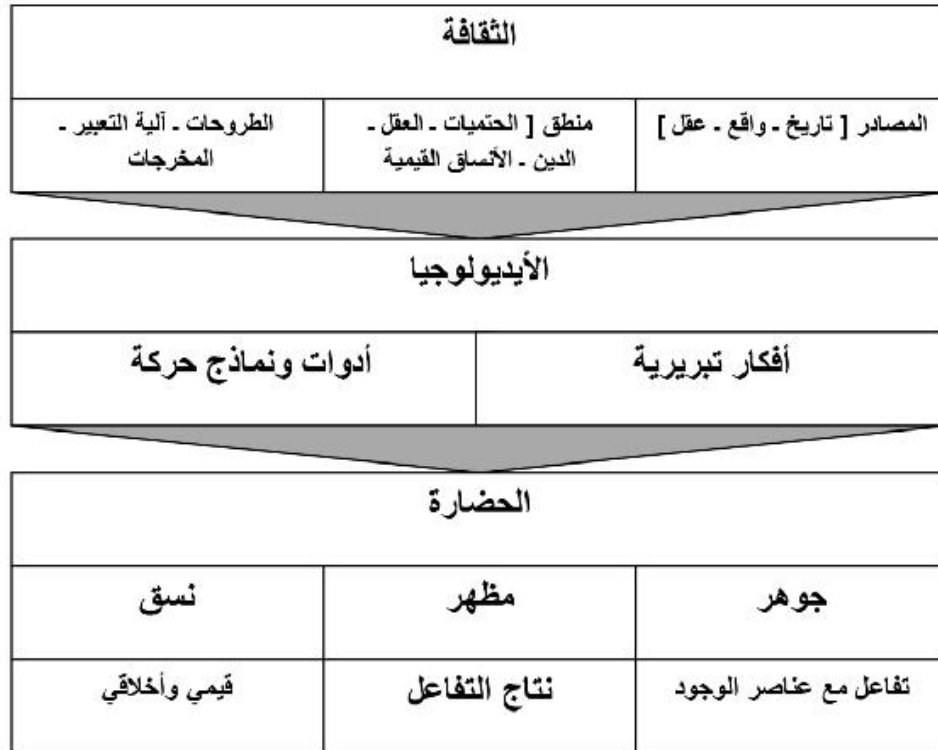 الثقافة
المصادر [ تاريخ ـ واقع ـ عقل ]
منطق [ الحتميات ـ العقل ـ
الدين ـ الأنساق القيمية
الطروحات ـ آلية التعبير ـ
المخرجات
الأيديولوجيا
أفكار تبريرية
أدوات ونماذج حركة
الحضارة
جوهر
مظهر
نسق
تفاعل مع عناصر الوجود
نتاج التفاعل
قيمي وأخلاقي